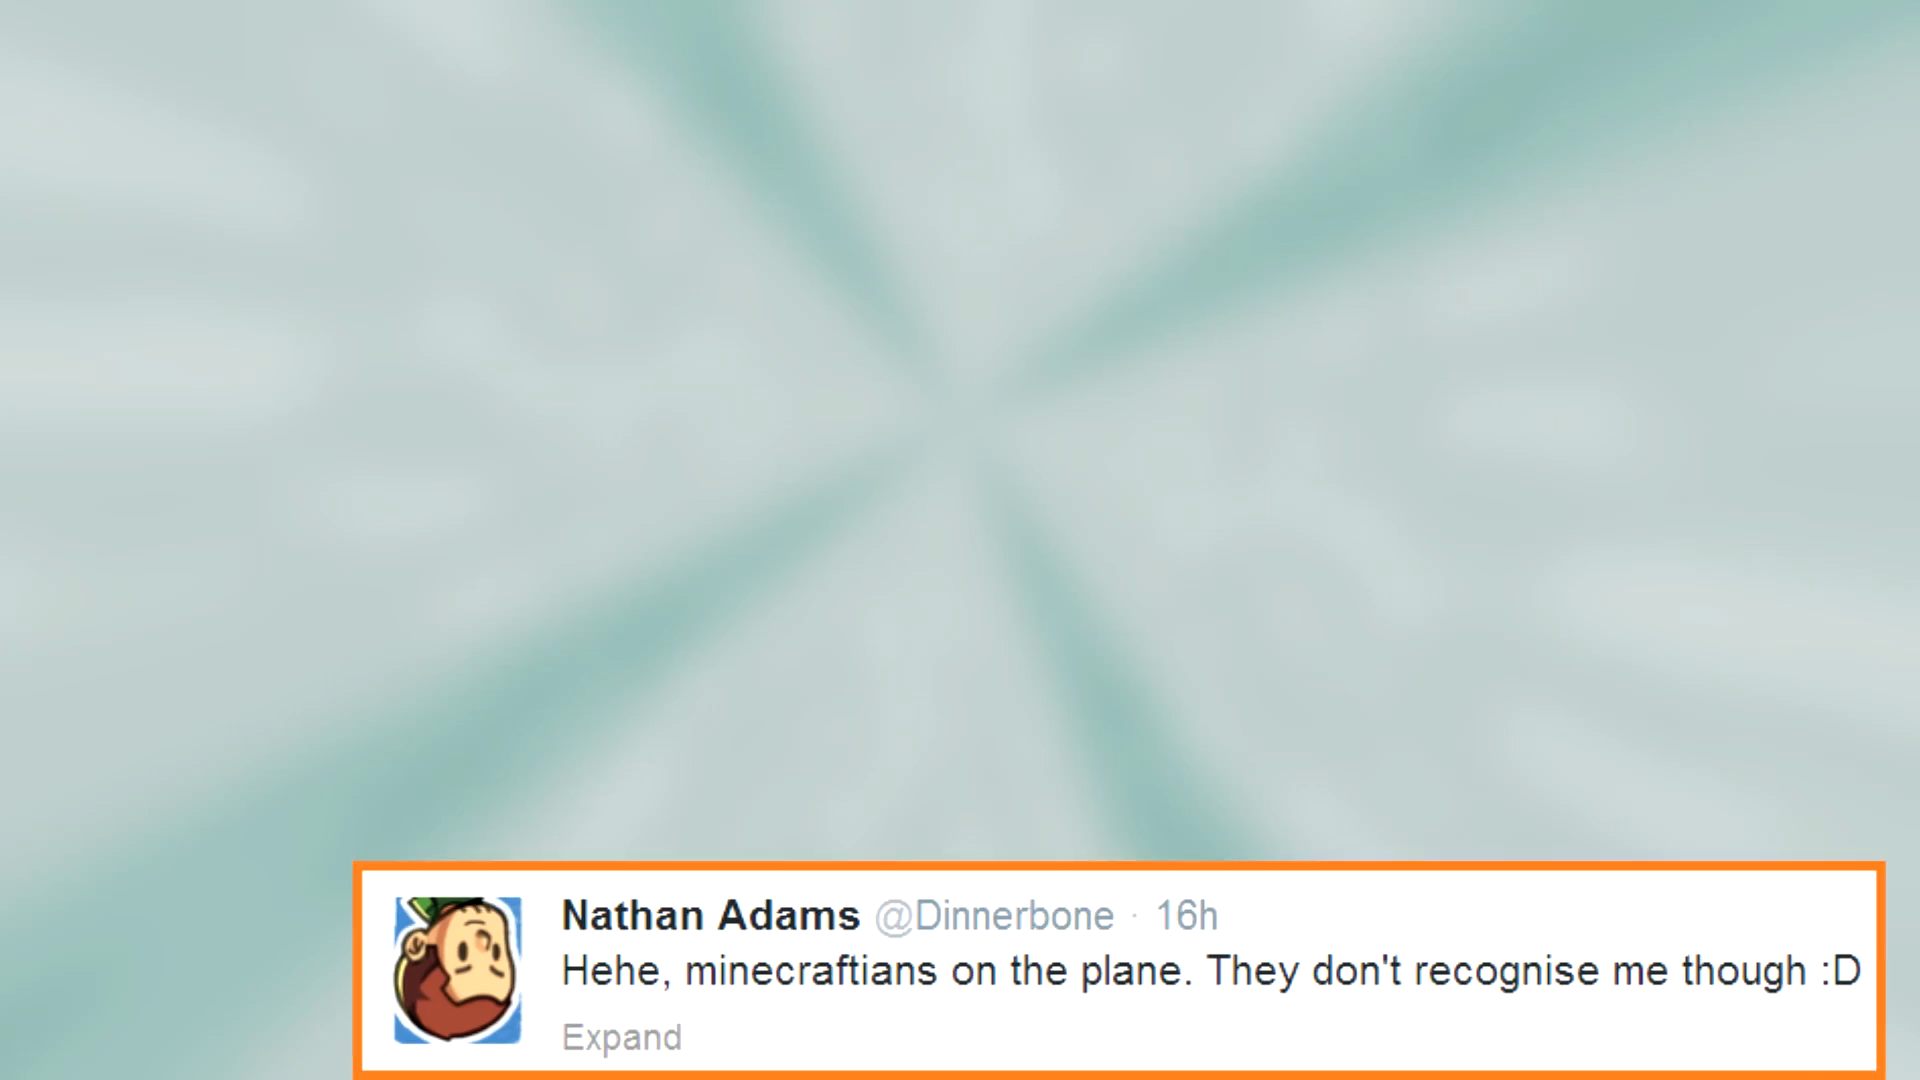 Nathan Adams @Dinnerbone · 16h
Hehe, minecraftians on the plane. They don't recognise me though :D
Expand